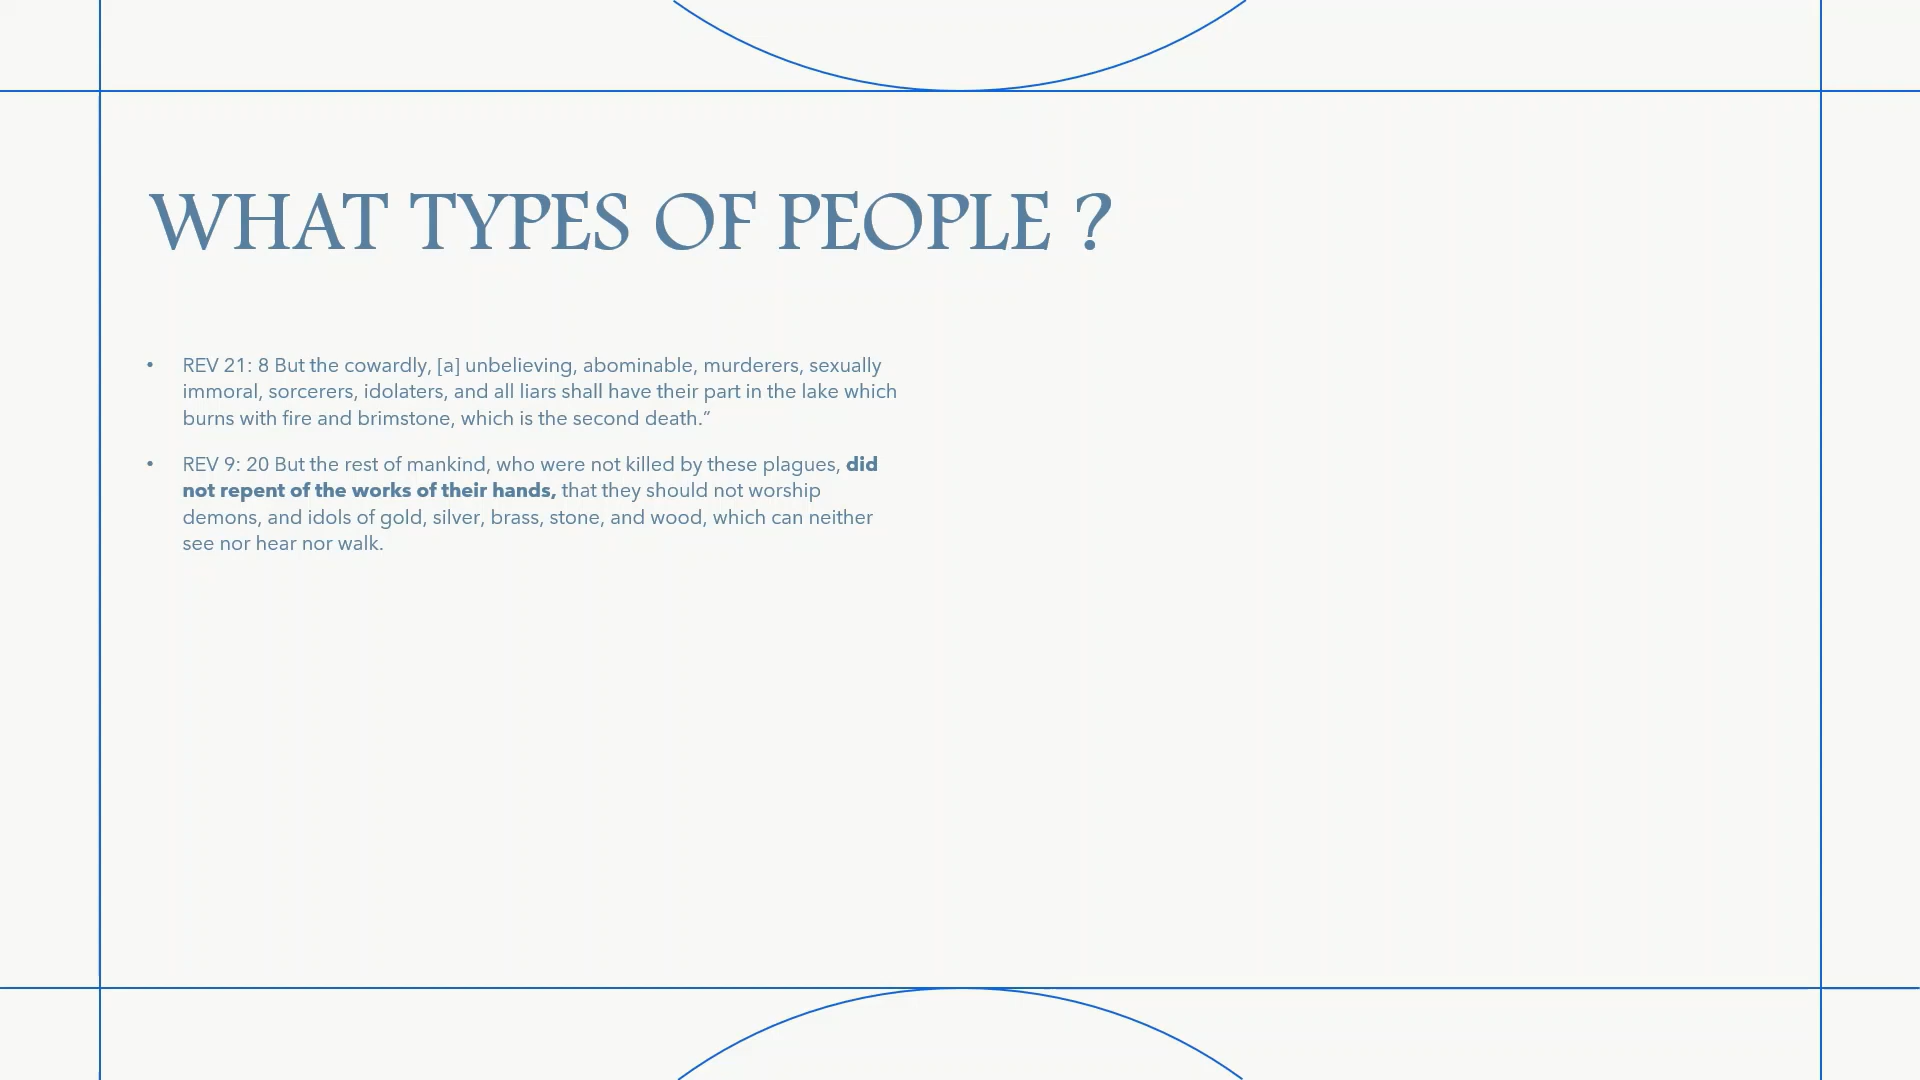 WHAT TYPES OF PEOPLE ?
• REV 21: 8 But the cowardly, [a] unbelieving, abominable, murderers, sexually
immoral, sorcerers, idolaters, and all liars shall have their part in the lake which
burns with fire and brimstone, which is the second death.”
• REV 9: 20 But the rest of mankind, who were not killed by these plagues, did
not repent of the works of their hands, that they should not worship
demons, and idols of gold, silver, brass, stone, and wood, which can neither
see nor hear nor walk.